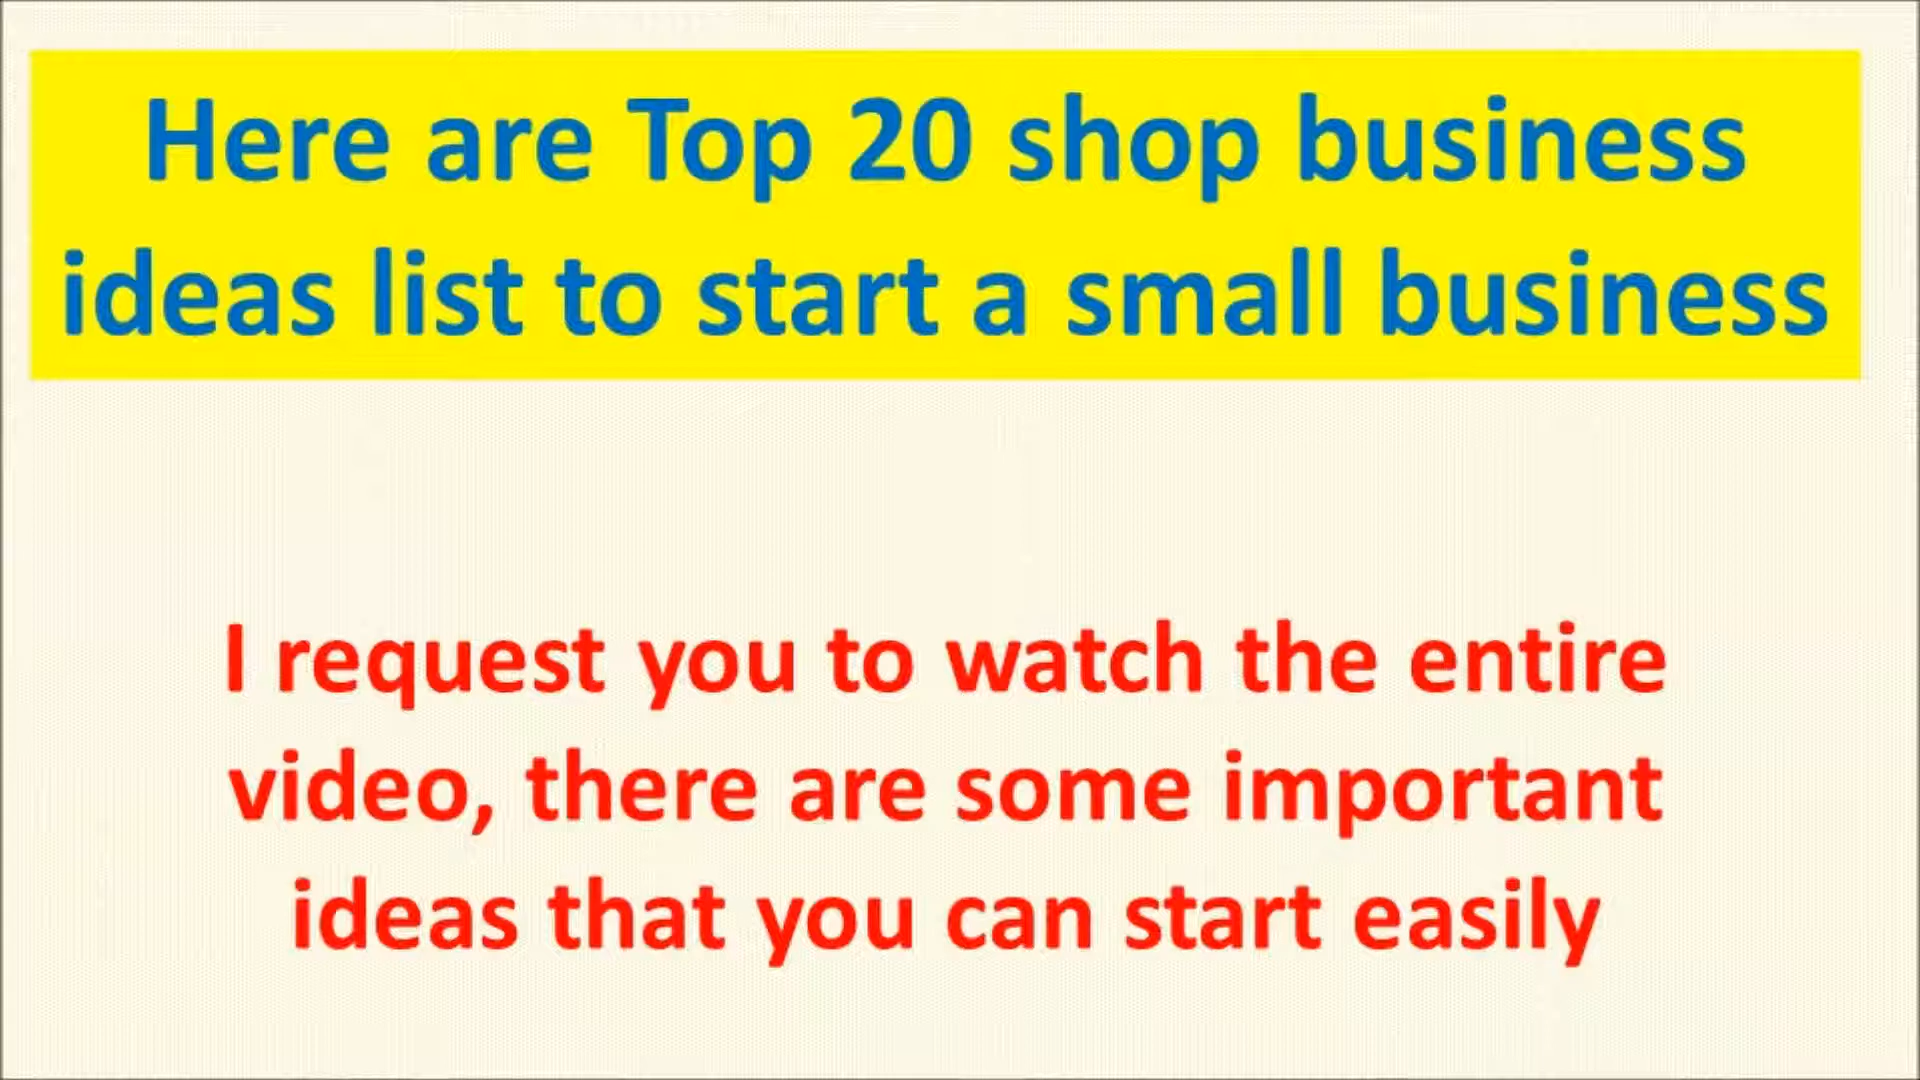 Here are Top 20 shop business
ideas list to start a small business
I request you to watch the entire
video, there are some important
ideas that you can start easily